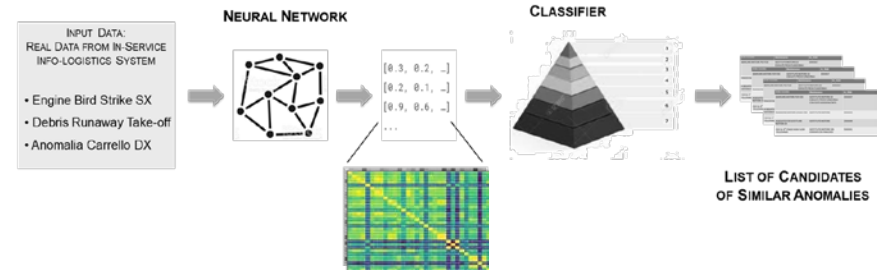 INPUT DATA:
REAL DATA FROM IN-SERVICE
INFO-LOGISTICS SYSTEM
• Engine Bird Strike SX
• Debris Runaway Take-off
• Anomalia Carrello DX
NEURAL NETWORK
[0.3, 0.2, …]
[0.2, 0.1, …]
[0.9, 0.6, …]
...
CLASSIFIER
1
2
3
4
5
6
7
LIST OF CANDIDATES
OF SIMILAR ANOMALIES